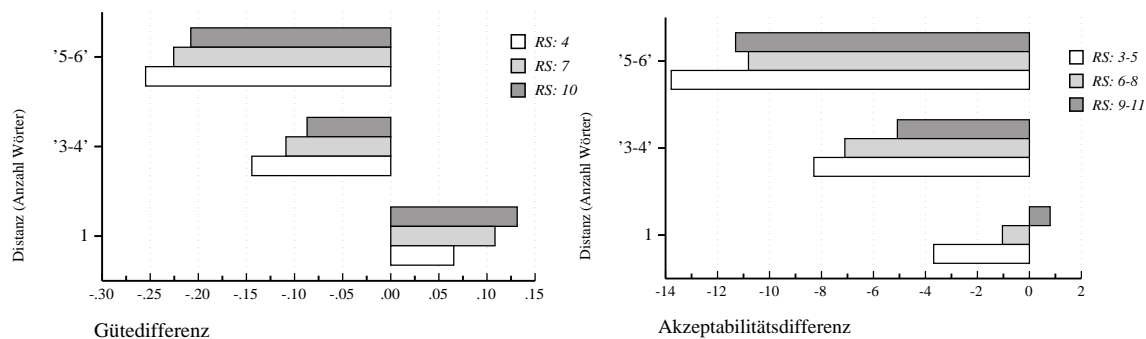 Distanz (Anzahl Wörter)
'5-6'
'3-4'
1
RS: 4
RS: 7
RS: 10
-.30 -.25 -.20 -.15 -.10 -.05 .00 .05 .10 .15
Gütedifferenz
Distanz (Anzahl Wörter)
'5-6'
'3-4'
1
RS: 3-5
RS: 6-8
RS: 9-11
-14 -12 -10 -8 -6 -4 -2 0 2
Akzeptabilitätsdifferenz